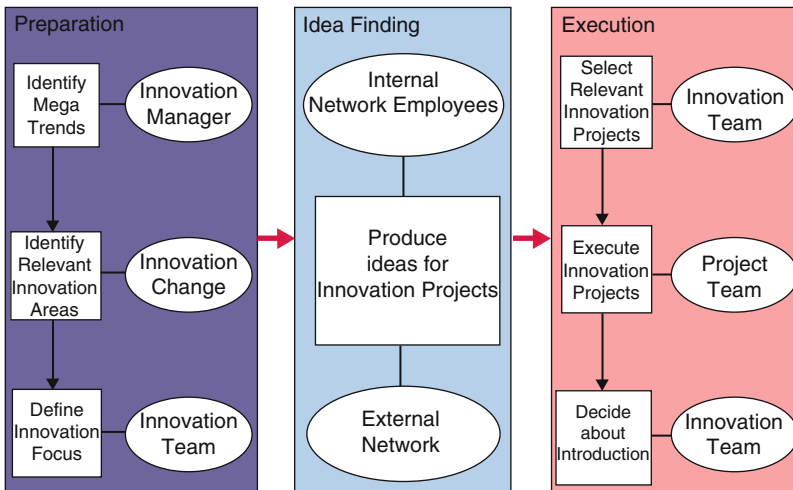 Preparation
Identify
Mega
Trends
Innovation
Manager
Identify
Relevant
Innovation
Areas
Innovation
Change
Define
Innovation
Focus
Innovation
Team
Idea Finding
Internal
Network Employees
Produce
ideas for
Innovation Projects
External
Network
Execution
Select
Relevant
Innovation
Projects
Innovation
Team
Execute
Innovation
Projects
Project
Team
Decide
about
Introduction
Innovation
Team